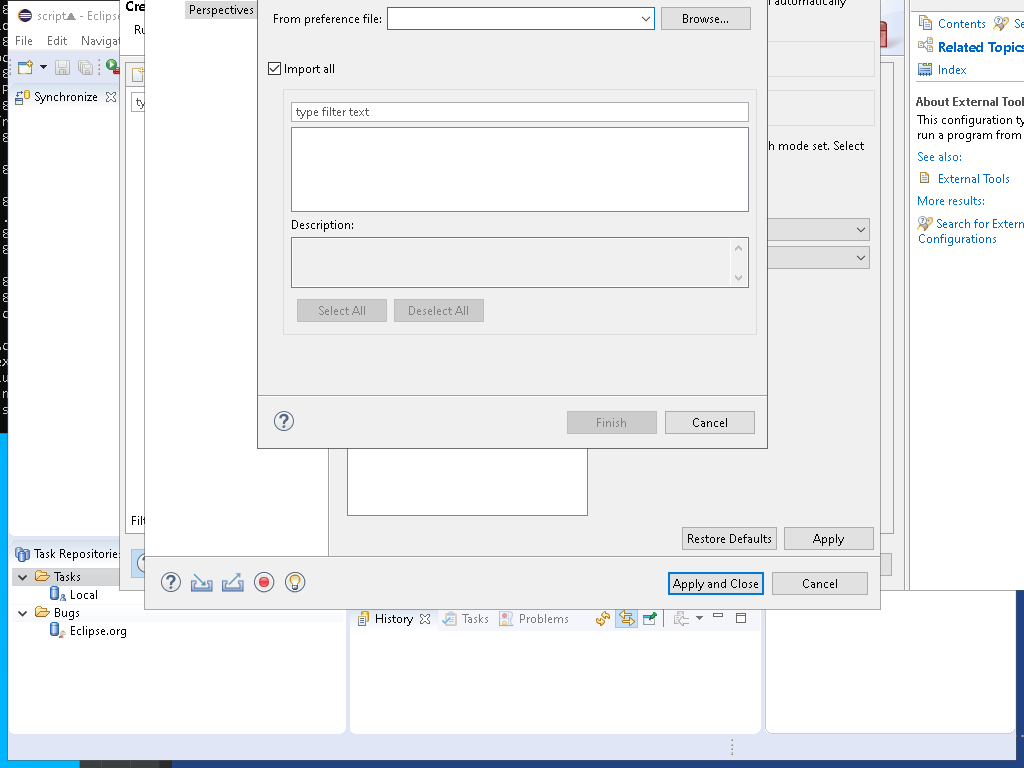 script - Eclipse
File Edit Naviga
Synchronize
Cre
Ru
ty
Filt
Perspectives
From preference file:
Browse...
Import all
type filter text
Description:
Select All
Deselect All
Finish
Cancel
automatically
h mode set. Select
Restore Defaults
Apply
Apply and Close
Cancel
Contents
Se
Related Topics
Index
About External Tool
This configuration ty
run a program from
See also:
External Tools
More results:
Search for Extern
Configurations
Task Repositories
Tasks
Local
Bugs
Eclipse.org
History
Tasks
Problems